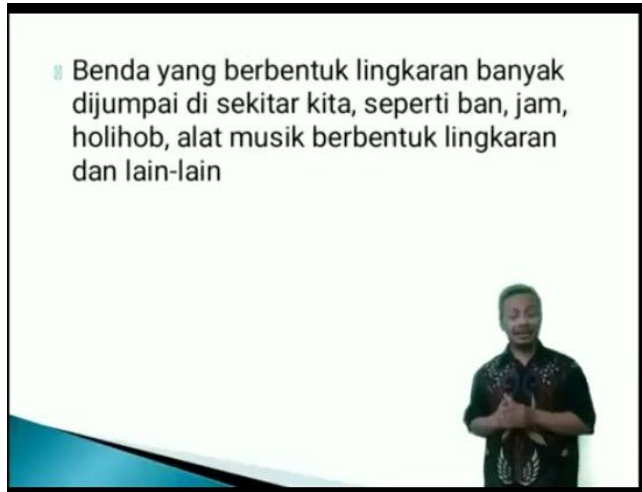 Benda yang berbentuk lingkaran banyak
dijumpai di sekitar kita, seperti ban, jam,
holihob, alat musik berbentuk lingkaran
dan lain-lain